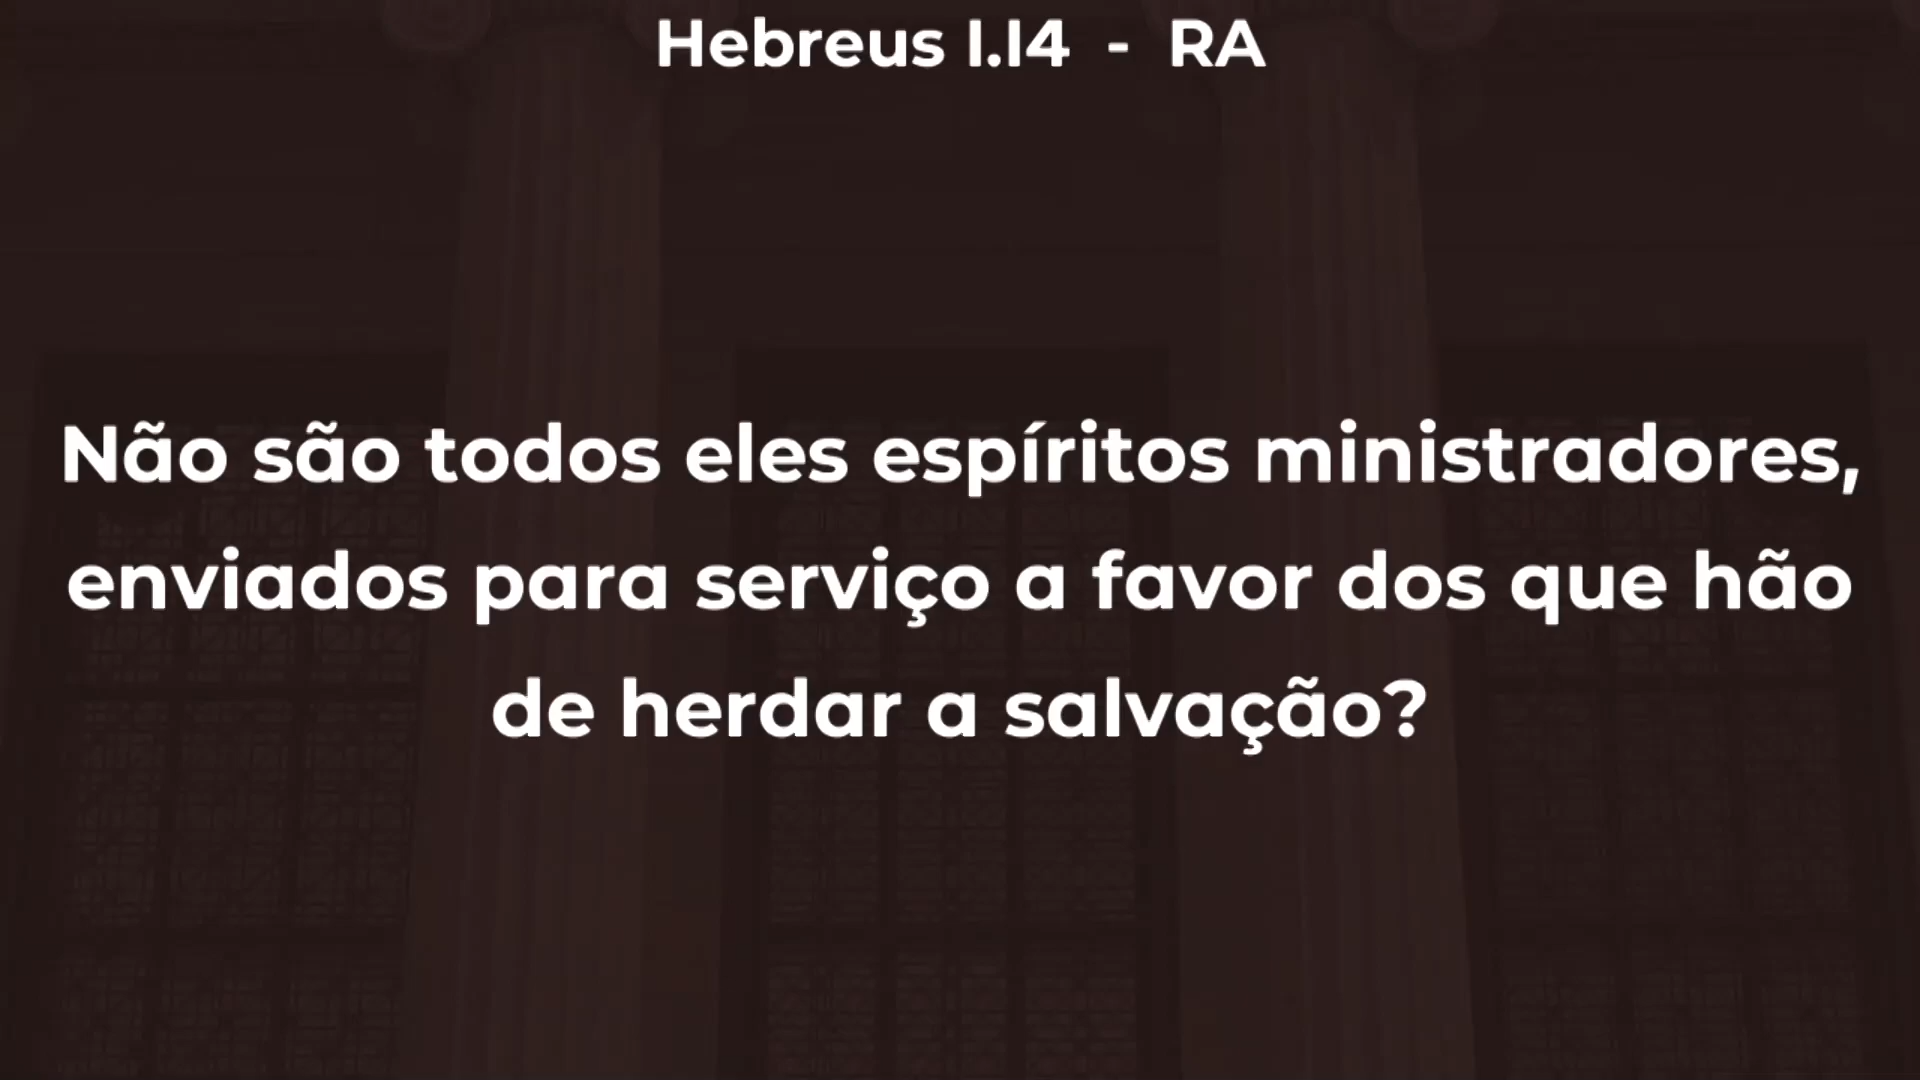 Hebreus 1.14 - RA
Não são todos eles espíritos ministradores,
enviados para serviço a favor dos que hão
de herdar a salvação?